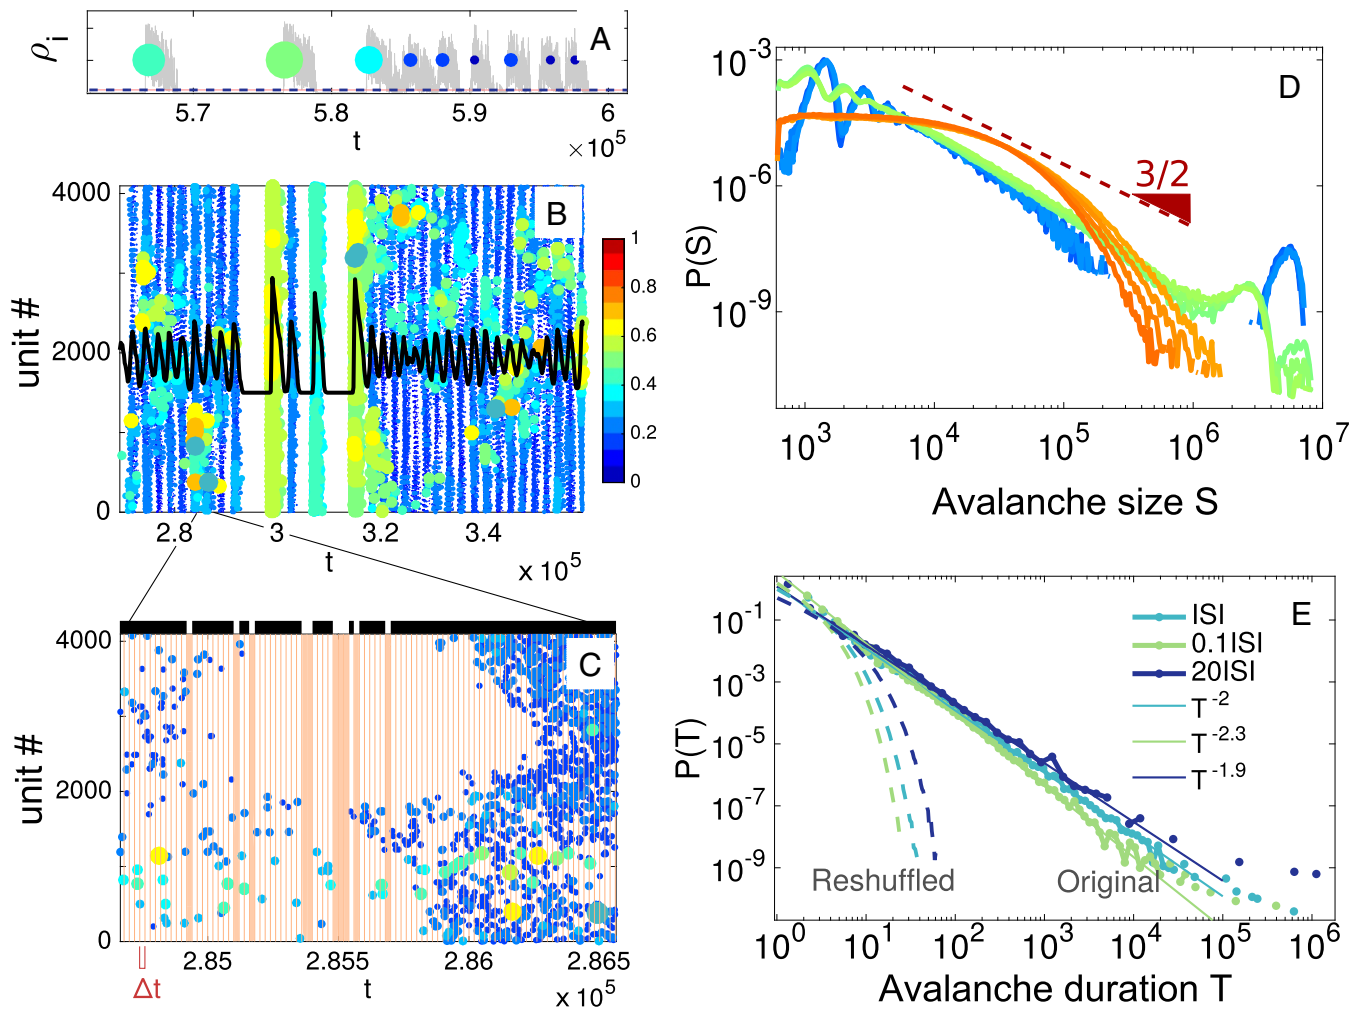 A
ρi
5.7
5.8
5.9
6
t
×10^5
B
unit #
4000
2000
0
2.8
3
3.2
3.4
t
x 10^5
1
0.8
0.6
0.4
0.2
0
C
unit #
4000
2000
0
2.85
2.855
2.86
2.865
Δt
t
x 10^5
D
P(S)
10^-3
10^-6
10^-9
3/2
10^3
10^4
10^5
10^6
10^7
Avalanche size S
E
P(T)
10^-1
10^-3
10^-5
10^-7
10^-9
ISI
0.1ISI
20ISI
T^-2
T^-2.3
T^-1.9
Reshuffled
Original
10^0
10^1
10^2
10^3
10^4
10^5
10^6
Avalanche duration T